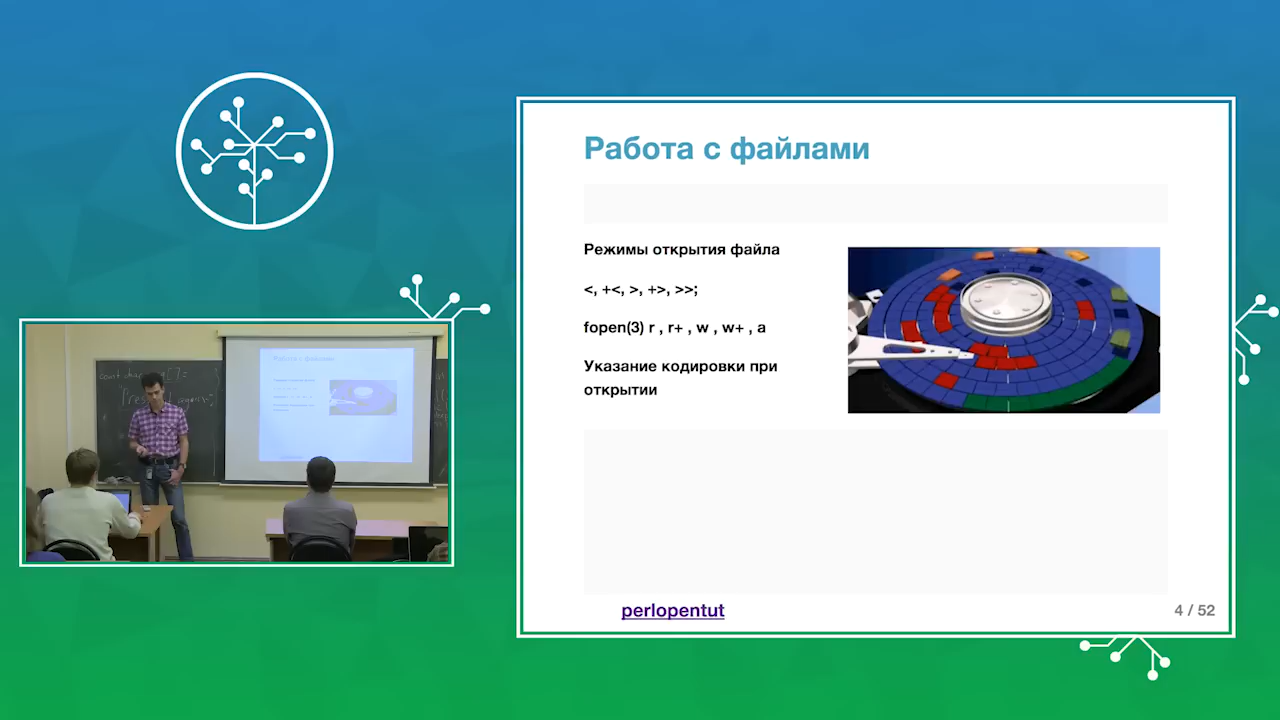 Работа с файлами
Режимы открытия файла
<, +<, >, +>, >>;
fopen(3) r , r+ , w , w+ , a
Указание кодировки при
открытии
perlopentut
4 / 52